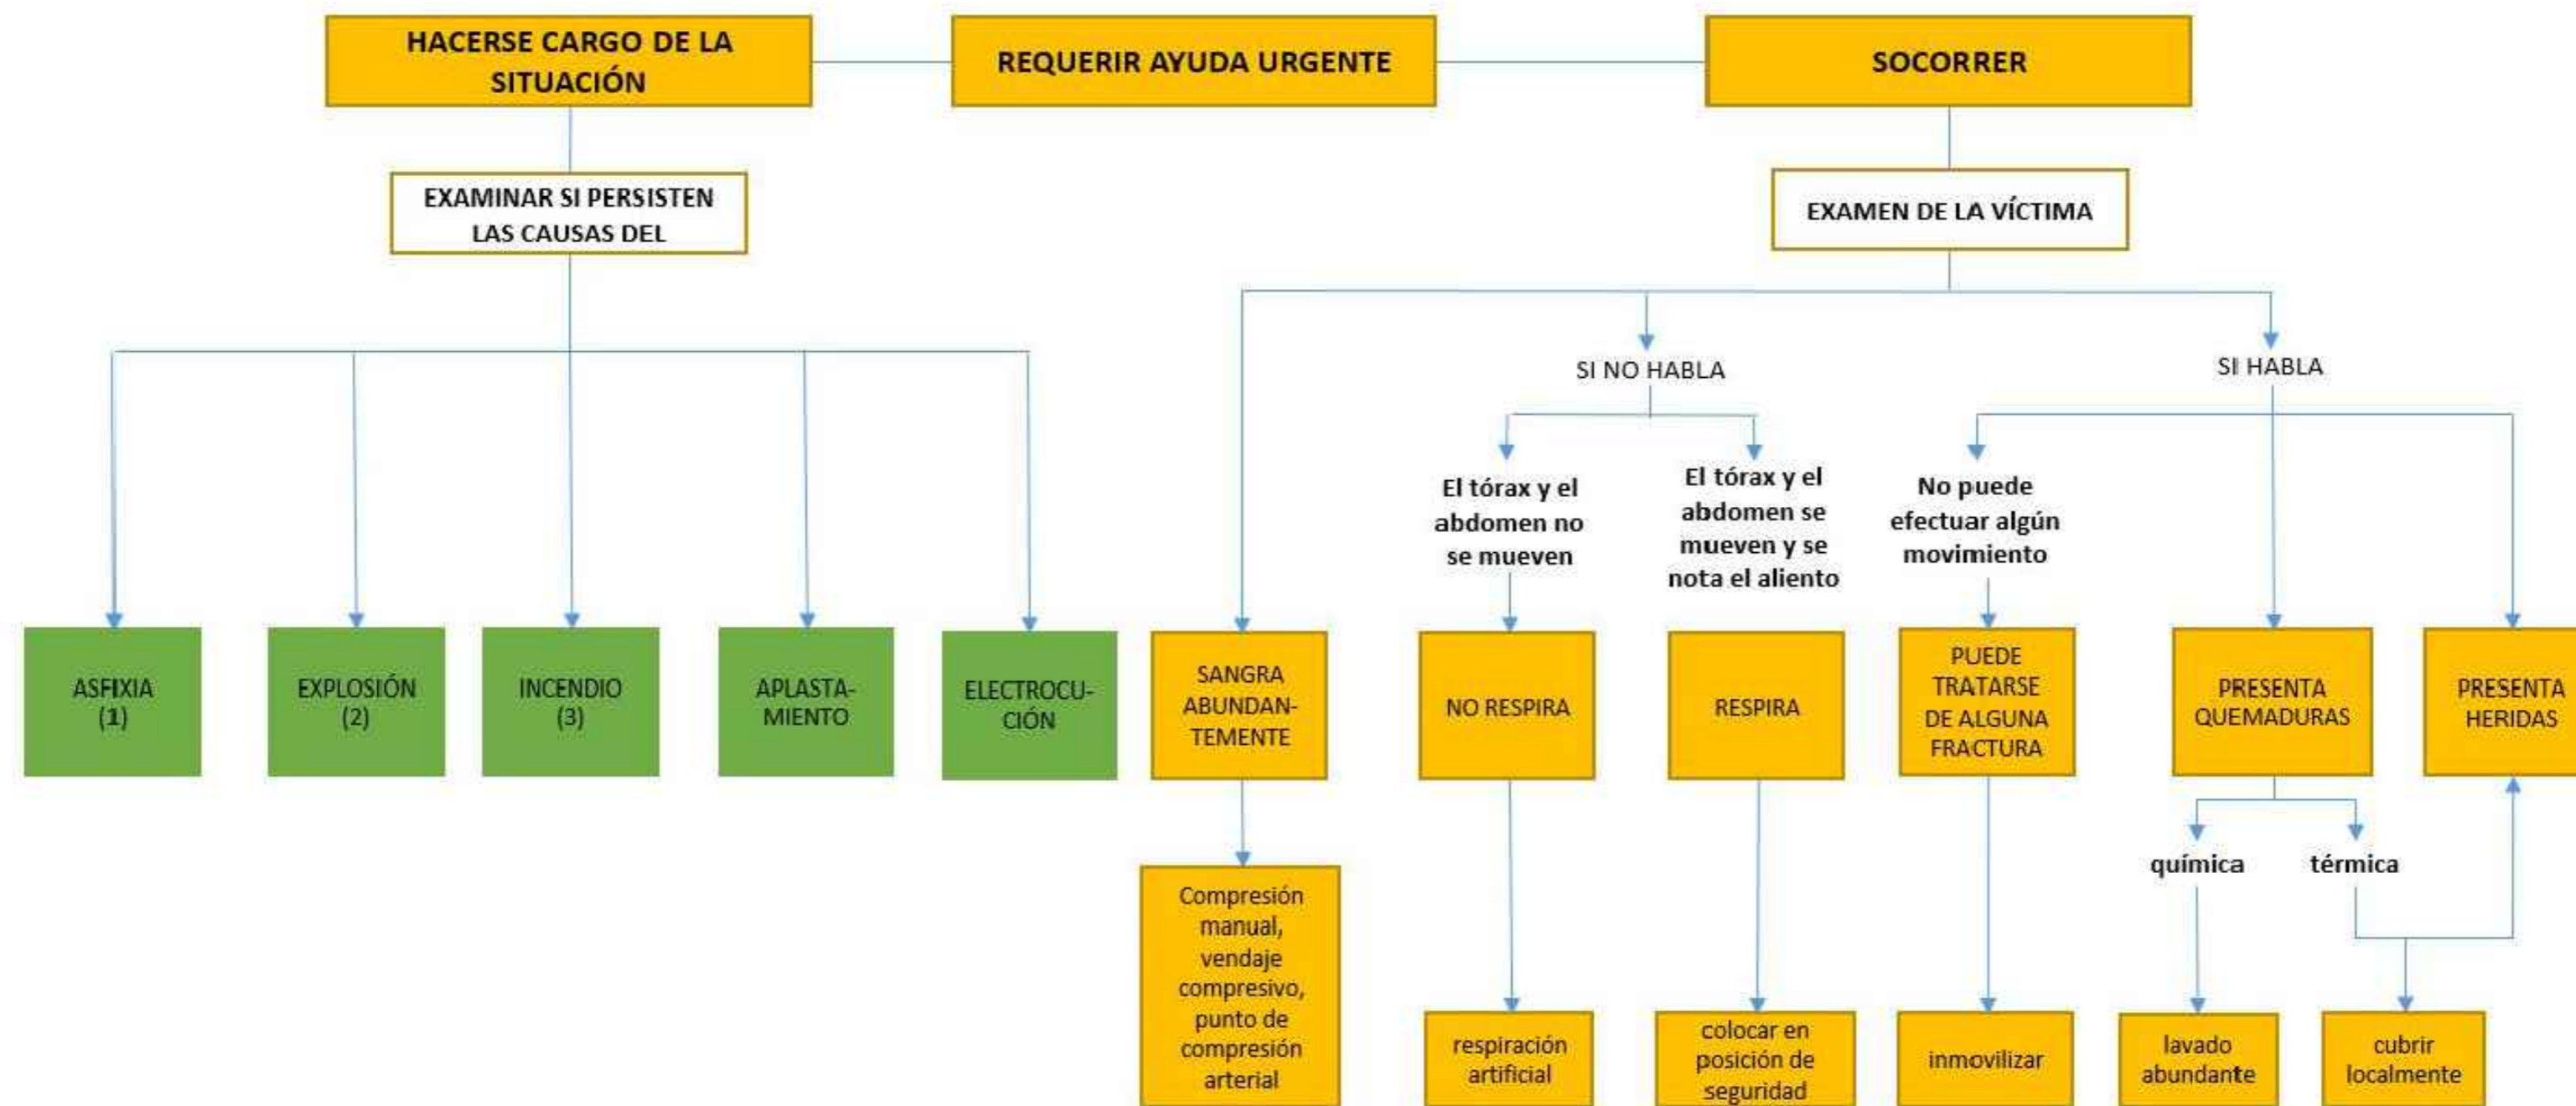 HACERSE CARGO DE LA
SITUACIÓN
REQUERIR AYUDA URGENTE
SOCORRER
EXAMINAR SI PERSISTEN
LAS CAUSAS DEL
EXAMEN DE LA VÍCTIMA
SI NO HABLA
SI HABLA
El tórax y el
abdomen no
se mueven
El tórax y el
abdomen se
mueven y se
nota el aliento
No puede
efectuar algún
movimiento
ASFIXIA
(1)
EXPLOSIÓN
(2)
INCENDIO
(3)
APLASTA-
MIENTO
ELECTROCU-
CIÓN
SANGRA
ABUNDAN-
TEMENTE
NO RESPIRA
RESPIRA
PUEDE
TRATARSE
DE ALGUNA
FRACTURA
PRESENTA
QUEMADURAS
PRESENTA
HERIDAS
química
térmica
Compresión
manual,
vendaje
compresivo,
punto de
compresión
arterial
respiración
artificial
colocar en
posición de
seguridad
inmovilizar
lavado
abundante
cubrir
localmente